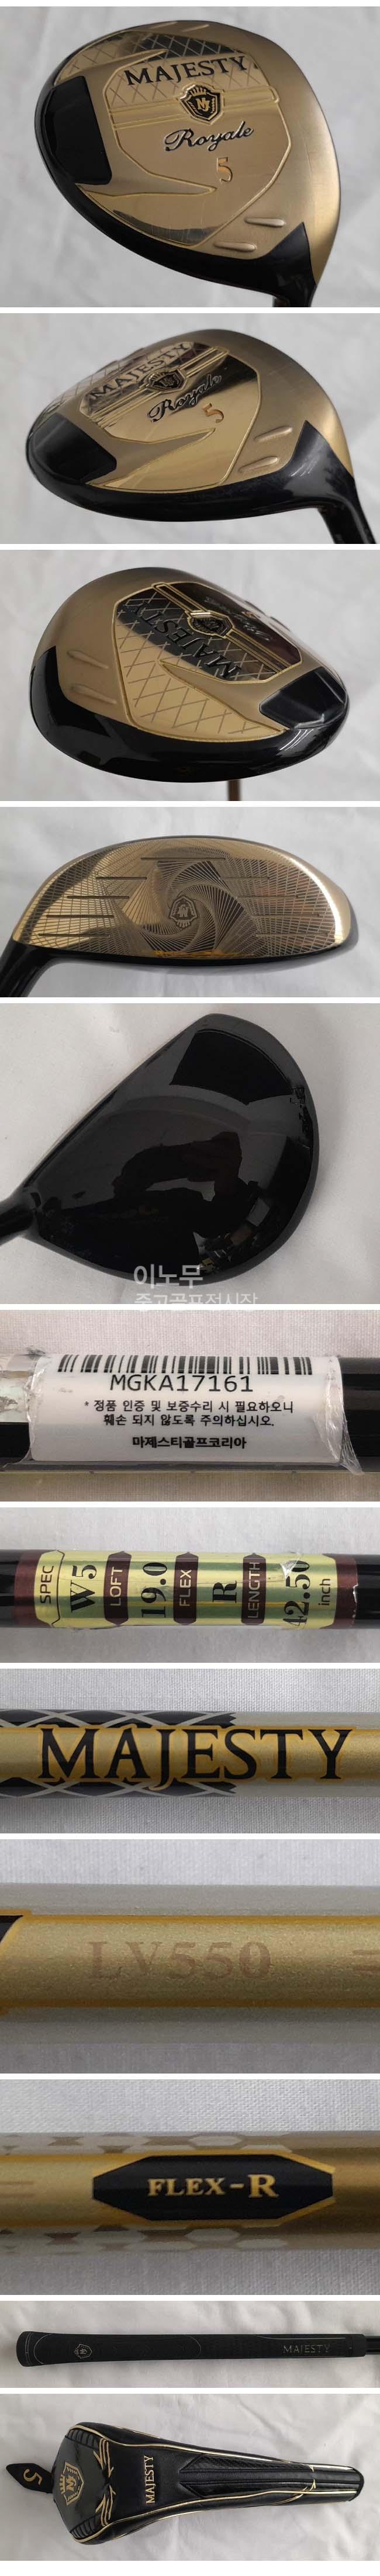 MAJESTY
Royale
5
MAJESTY
Royale
5
MAJESTY
이노무
중고골프전시장
MGKA17161
* 정품 인증 및 보증수리 시 필요하오니
훼손 되지 않도록 주의하십시오.
마제스티골프코리아
SPEC W5 LOFT 19.0 FLEX R LENGTH 42.50 inch
MAJESTY
LV550
FLEX-R
MAJESTY
5
MAJESTY